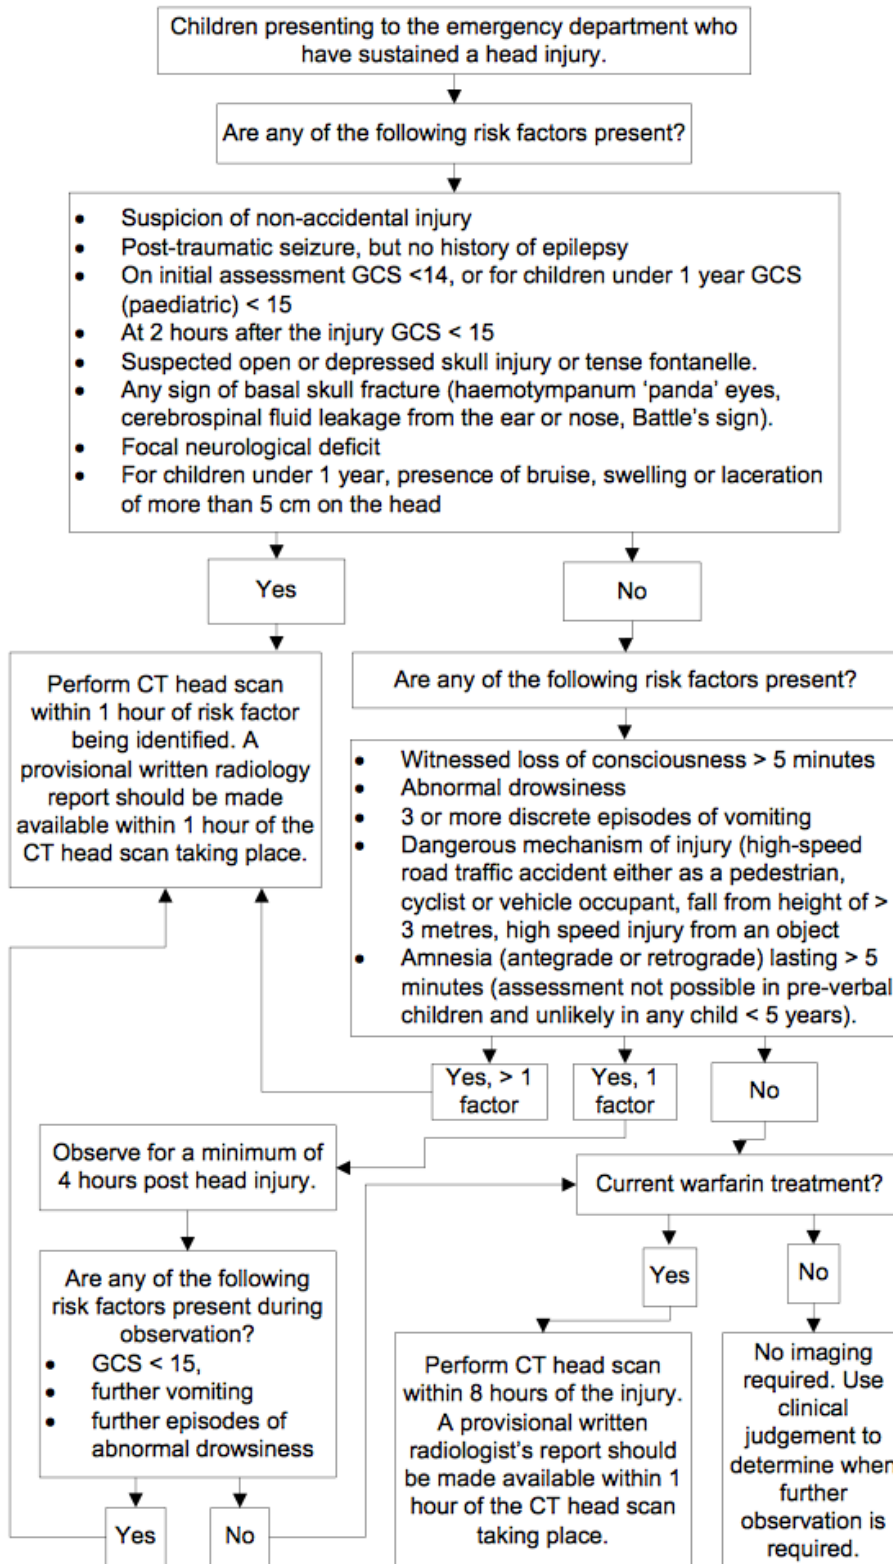 Children presenting to the emergency department who
have sustained a head injury.
Are any of the following risk factors present?
• Suspicion of non-accidental injury
• Post-traumatic seizure, but no history of epilepsy
• On initial assessment GCS <14, or for children under 1 year GCS
(paediatric) < 15
• At 2 hours after the injury GCS < 15
• Suspected open or depressed skull injury or tense fontanelle.
• Any sign of basal skull fracture (haemotympanum ‘panda’ eyes,
cerebrospinal fluid leakage from the ear or nose, Battle’s sign).
• Focal neurological deficit
• For children under 1 year, presence of bruise, swelling or laceration
of more than 5 cm on the head
Yes
No
Perform CT head scan
within 1 hour of risk factor
being identified. A
provisional written radiology
report should be made
available within 1 hour of the
CT head scan taking place.
Are any of the following risk factors present?
• Witnessed loss of consciousness > 5 minutes
• Abnormal drowsiness
• 3 or more discrete episodes of vomiting
• Dangerous mechanism of injury (high-speed
road traffic accident either as a pedestrian,
cyclist or vehicle occupant, fall from height of >
3 metres, high speed injury from an object
• Amnesia (antegrade or retrograde) lasting > 5
minutes (assessment not possible in pre-verbal
children and unlikely in any child < 5 years).
Yes, > 1
factor
Yes, 1
factor
No
Observe for a minimum of
4 hours post head injury.
Current warfarin treatment?
Are any of the following
risk factors present during
observation?
• GCS < 15,
• further vomiting
• further episodes of
abnormal drowsiness
Yes
No
Yes
No
Perform CT head scan
within 8 hours of the injury.
A provisional written
radiologist’s report should
be made available within 1
hour of the CT head scan
taking place.
No imaging
required. Use
clinical
judgement to
determine when
further
observation is
required.